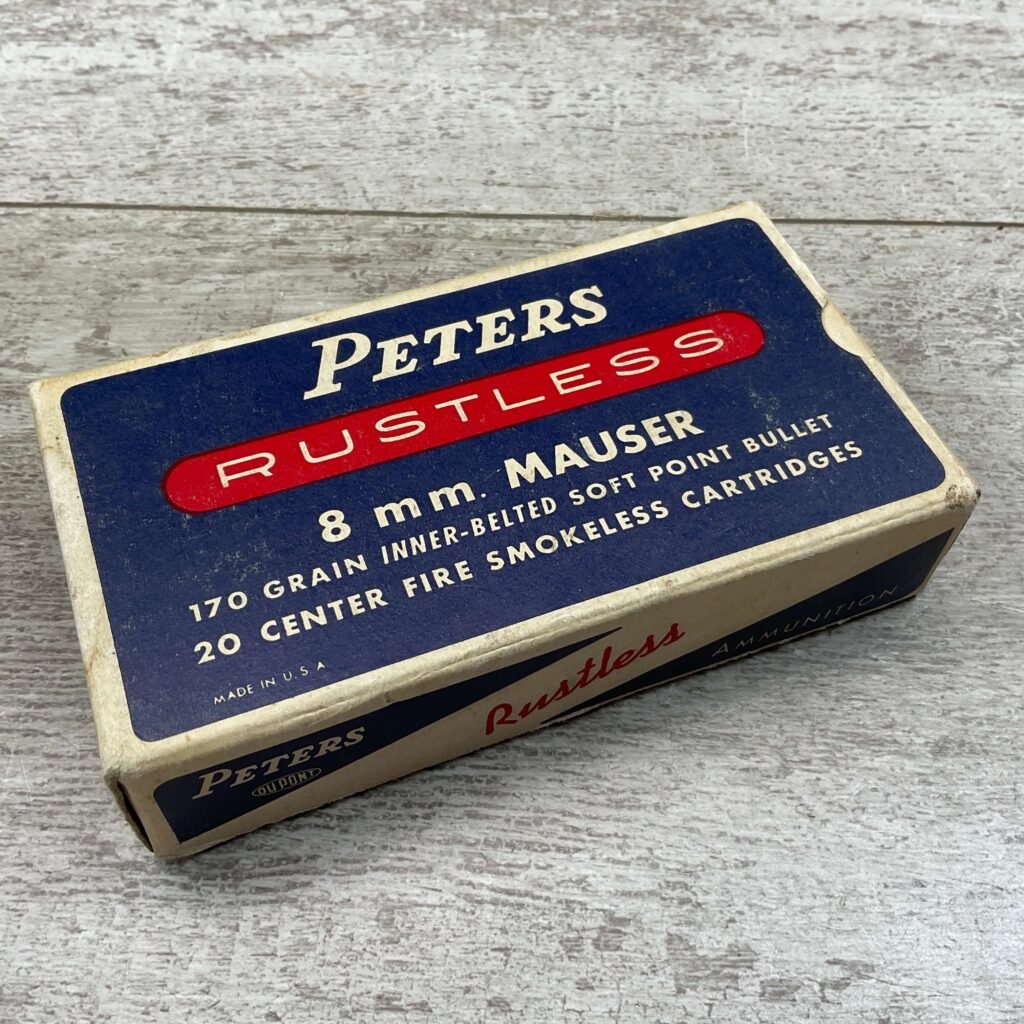 PETERS
RUSTLESS
8 mm. MAUSER
170 GRAIN INNER-BELTED SOFT POINT BULLET
20 CENTER FIRE SMOKELESS CARTRIDGES
MADE IN U.S.A
PETERS
DU PONT
Rustless
AMMUNITION